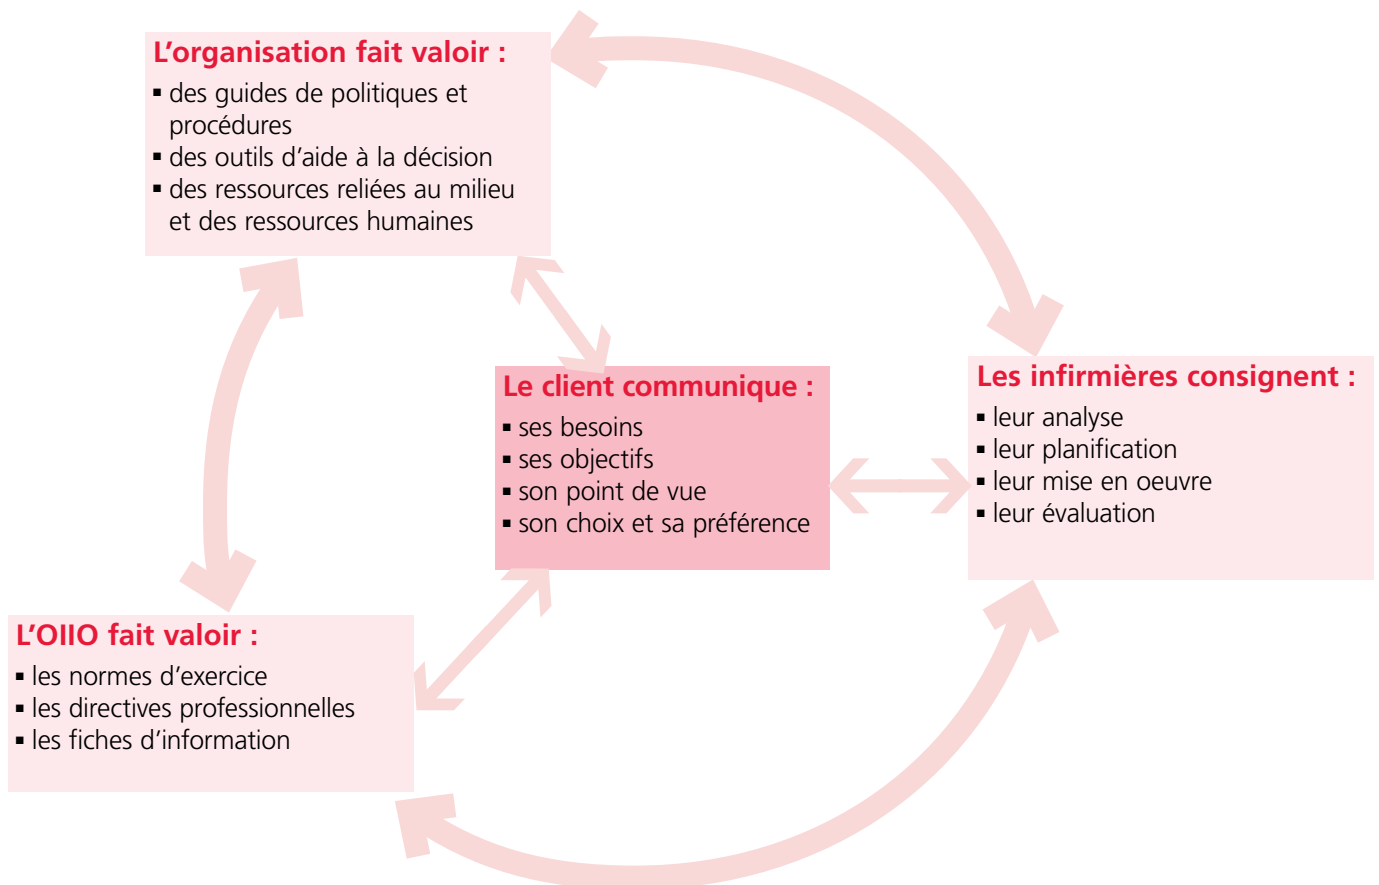 L'organisation fait valoir :
▪ des guides de politiques et
procédures
▪ des outils d'aide à la décision
▪ des ressources reliées au milieu
et des ressources humaines
Le client communique :
▪ ses besoins
▪ ses objectifs
▪ son point de vue
▪ son choix et sa préférence
Les infirmières consignent :
▪ leur analyse
▪ leur planification
▪ leur mise en oeuvre
▪ leur évaluation
L'OIIO fait valoir :
▪ les normes d'exercice
▪ les directives professionnelles
▪ les fiches d'information